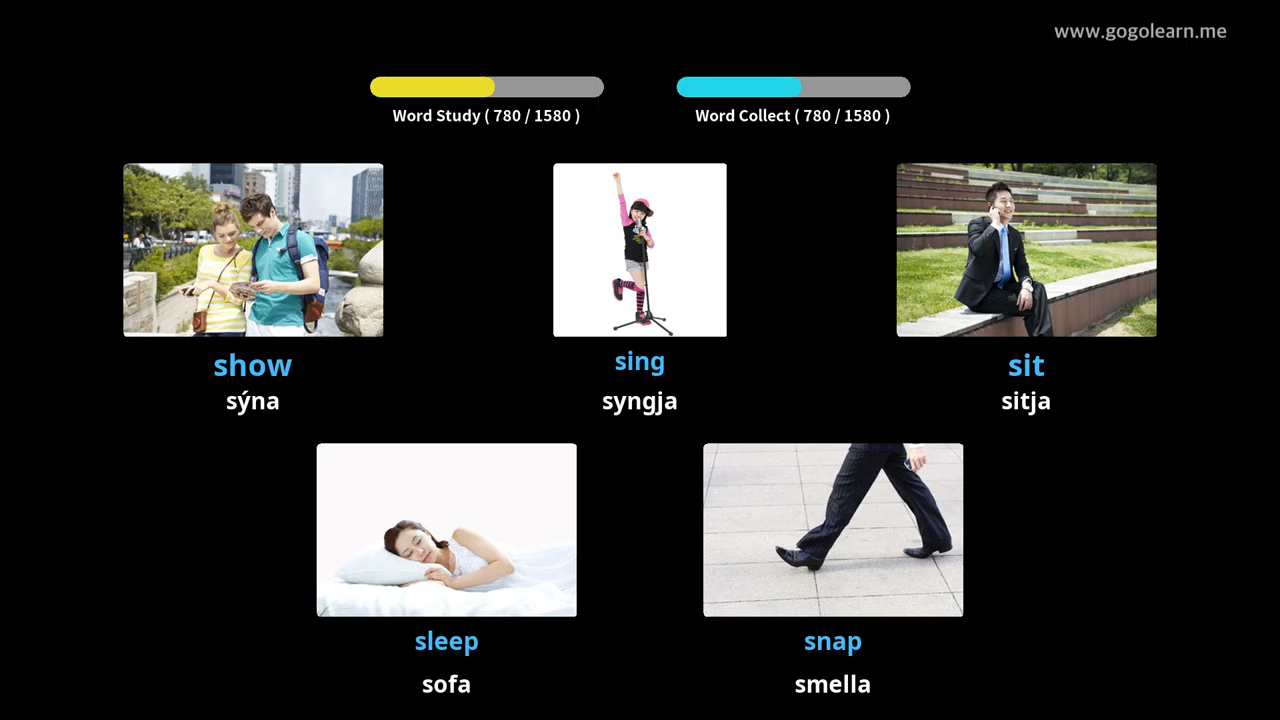 www.gogolearn.me
Word Study ( 780 / 1580 )
Word Collect ( 780 / 1580 )
show
sýna
sing
syngja
sit
sitja
sleep
sofa
snap
smella